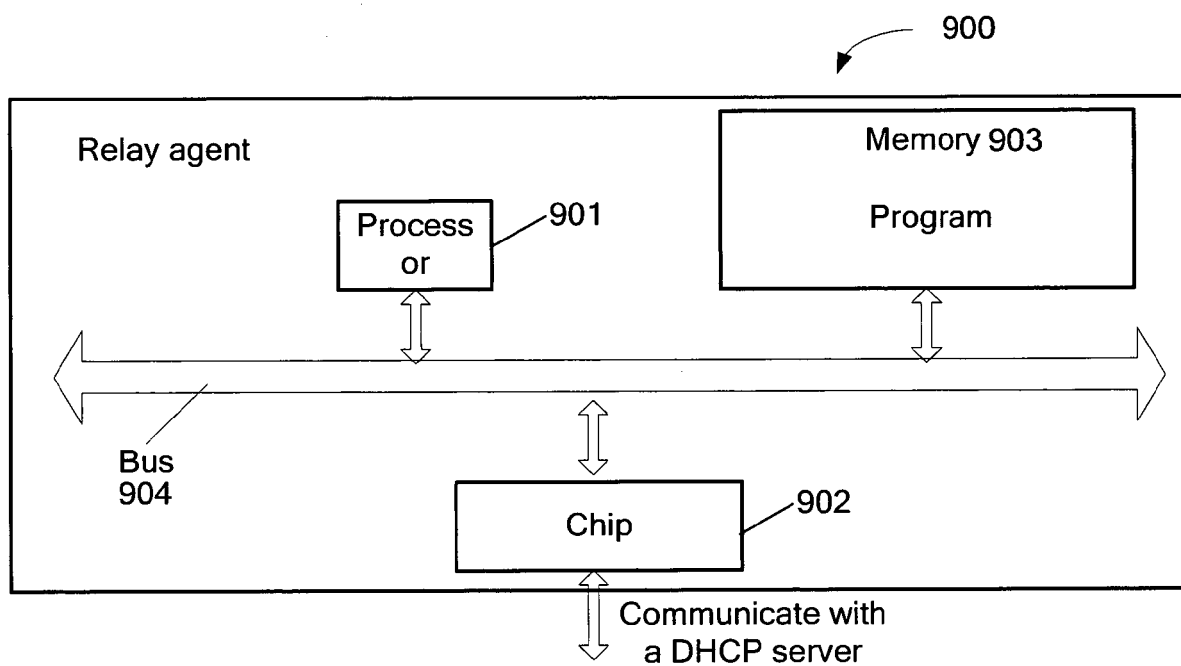 900
Relay agent
Memory 903
Program
Process
or
901
Bus
904
Chip
902
Communicate with
a DHCP server